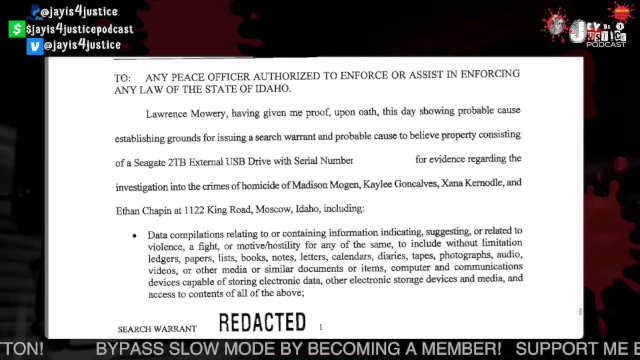 @jayis4justice
$jayis4justicepodcast
@jayis4justice
JUSTICE
PODCAST
TO: ANY PEACE OFFICER AUTHORIZED TO ENFORCE OR ASSIST IN ENFORCING
ANY LAW OF THE STATE OF IDAHO.
Lawrence Mowery, having given me proof, upon oath, this day showing probable cause
establishing grounds for issuing a search warrant and probable cause to believe property consisting
of a Seagate 2TB External USB Drive with Serial Number for evidence regarding the
investigation into the crimes of homicide of Madison Mogen, Kaylee Goncalves, Xana Kernodle, and
Ethan Chapin at 1122 King Road, Moscow, Idaho, including:
• Data compilations relating to or containing information indicating, suggesting, or related to
violence, a fight, or motive/hostility for any of the same, to include without limitation
ledgers, papers, lists, books, notes, letters, calendars, diaries, tapes, photographs, audio,
videos, or other media or similar documents or items, computer and communications
devices capable of storing electronic data, other electronic storage devices and media, and
access to contents of all of the above;
SEARCH WARRANT REDACTED
TTON! BYPASS SLOW MODE BY BECOMING A MEMBER! SUPPORT ME B